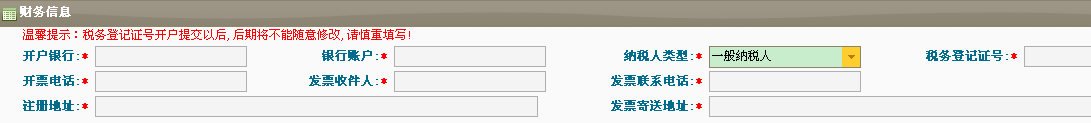 财务信息
温馨提示：税务登记证号开户提交以后,后期将不能随意修改,请慎重填写!
开户银行:* 银行账户:* 纳税人类型:* 一般纳税人 税务登记证号:*
开票电话:* 发票收件人:* 发票联系电话:*
注册地址:* 发票寄送地址:*